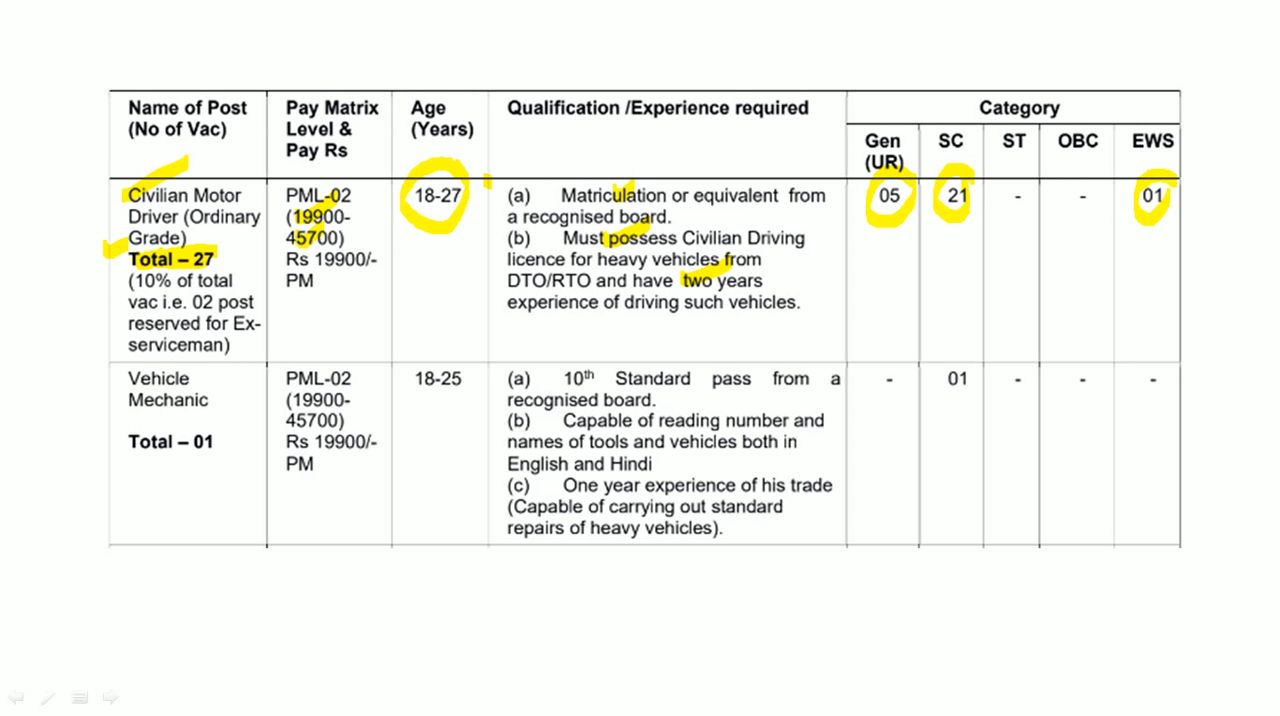 Name of Post
(No of Vac)
Pay Matrix
Level &
Pay Rs
Age
(Years)
Qualification /Experience required
Category
Gen
(UR)
SC
ST
OBC
EWS
Civilian Motor
Driver (Ordinary
Grade)
Total – 27
(10% of total
vac i.e. 02 post
reserved for Ex-
serviceman)
PML-02
(19900-
45700)
Rs 19900/-
PM
18-27
(a) Matriculation or equivalent from
a recognised board.
(b) Must possess Civilian Driving
licence for heavy vehicles from
DTO/RTO and have two years
experience of driving such vehicles.
05
21
-
-
01
Vehicle
Mechanic
Total – 01
PML-02
(19900-
45700)
Rs 19900/-
PM
18-25
(a) 10th Standard pass from a
recognised board.
(b) Capable of reading number and
names of tools and vehicles both in
English and Hindi
(c) One year experience of his trade
(Capable of carrying out standard
repairs of heavy vehicles).
-
01
-
-
-